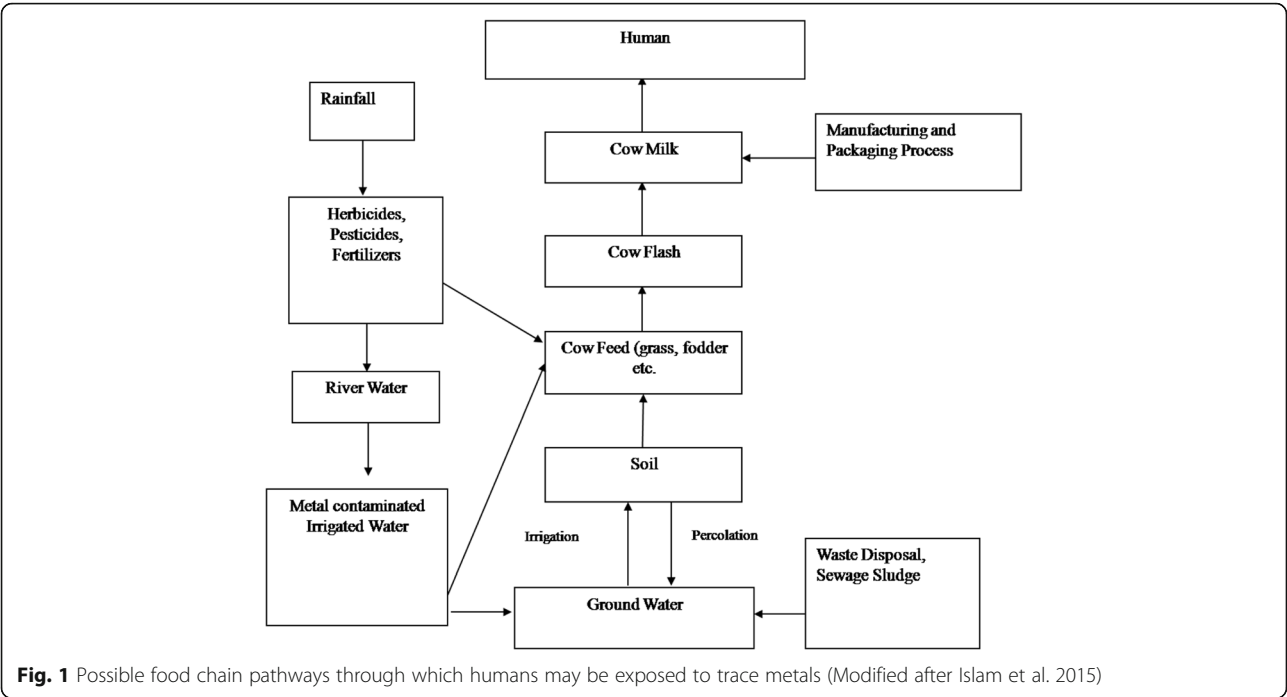 Human
Rainfall
Manufacturing and
Packaging Process
Cow Milk
Herbicides,
Pesticides,
Fertilizers
Cow Flash
Cow Feed (grass, fodder
etc.
River Water
Soil
Metal contaminated
Irrigated Water
Irrigation
Percolation
Waste Disposal,
Sewage Sludge
Ground Water
Fig. 1 Possible food chain pathways through which humans may be exposed to trace metals (Modified after Islam et al. 2015)